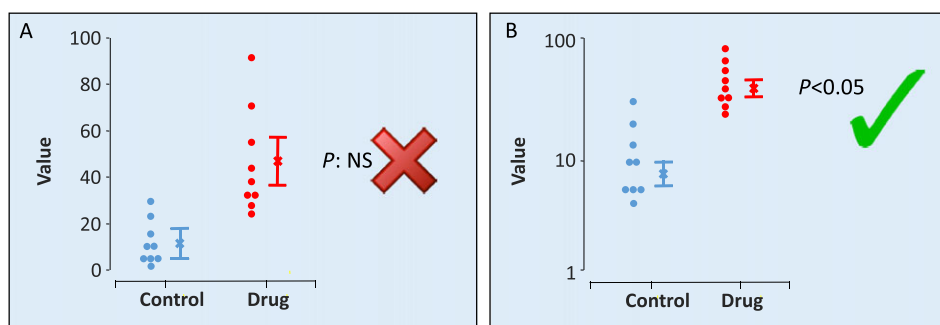 A
Value
100
80
60
40
20
0
P: NS
Control
Drug
B
Value
100
10
1
P<0.05
Control
Drug